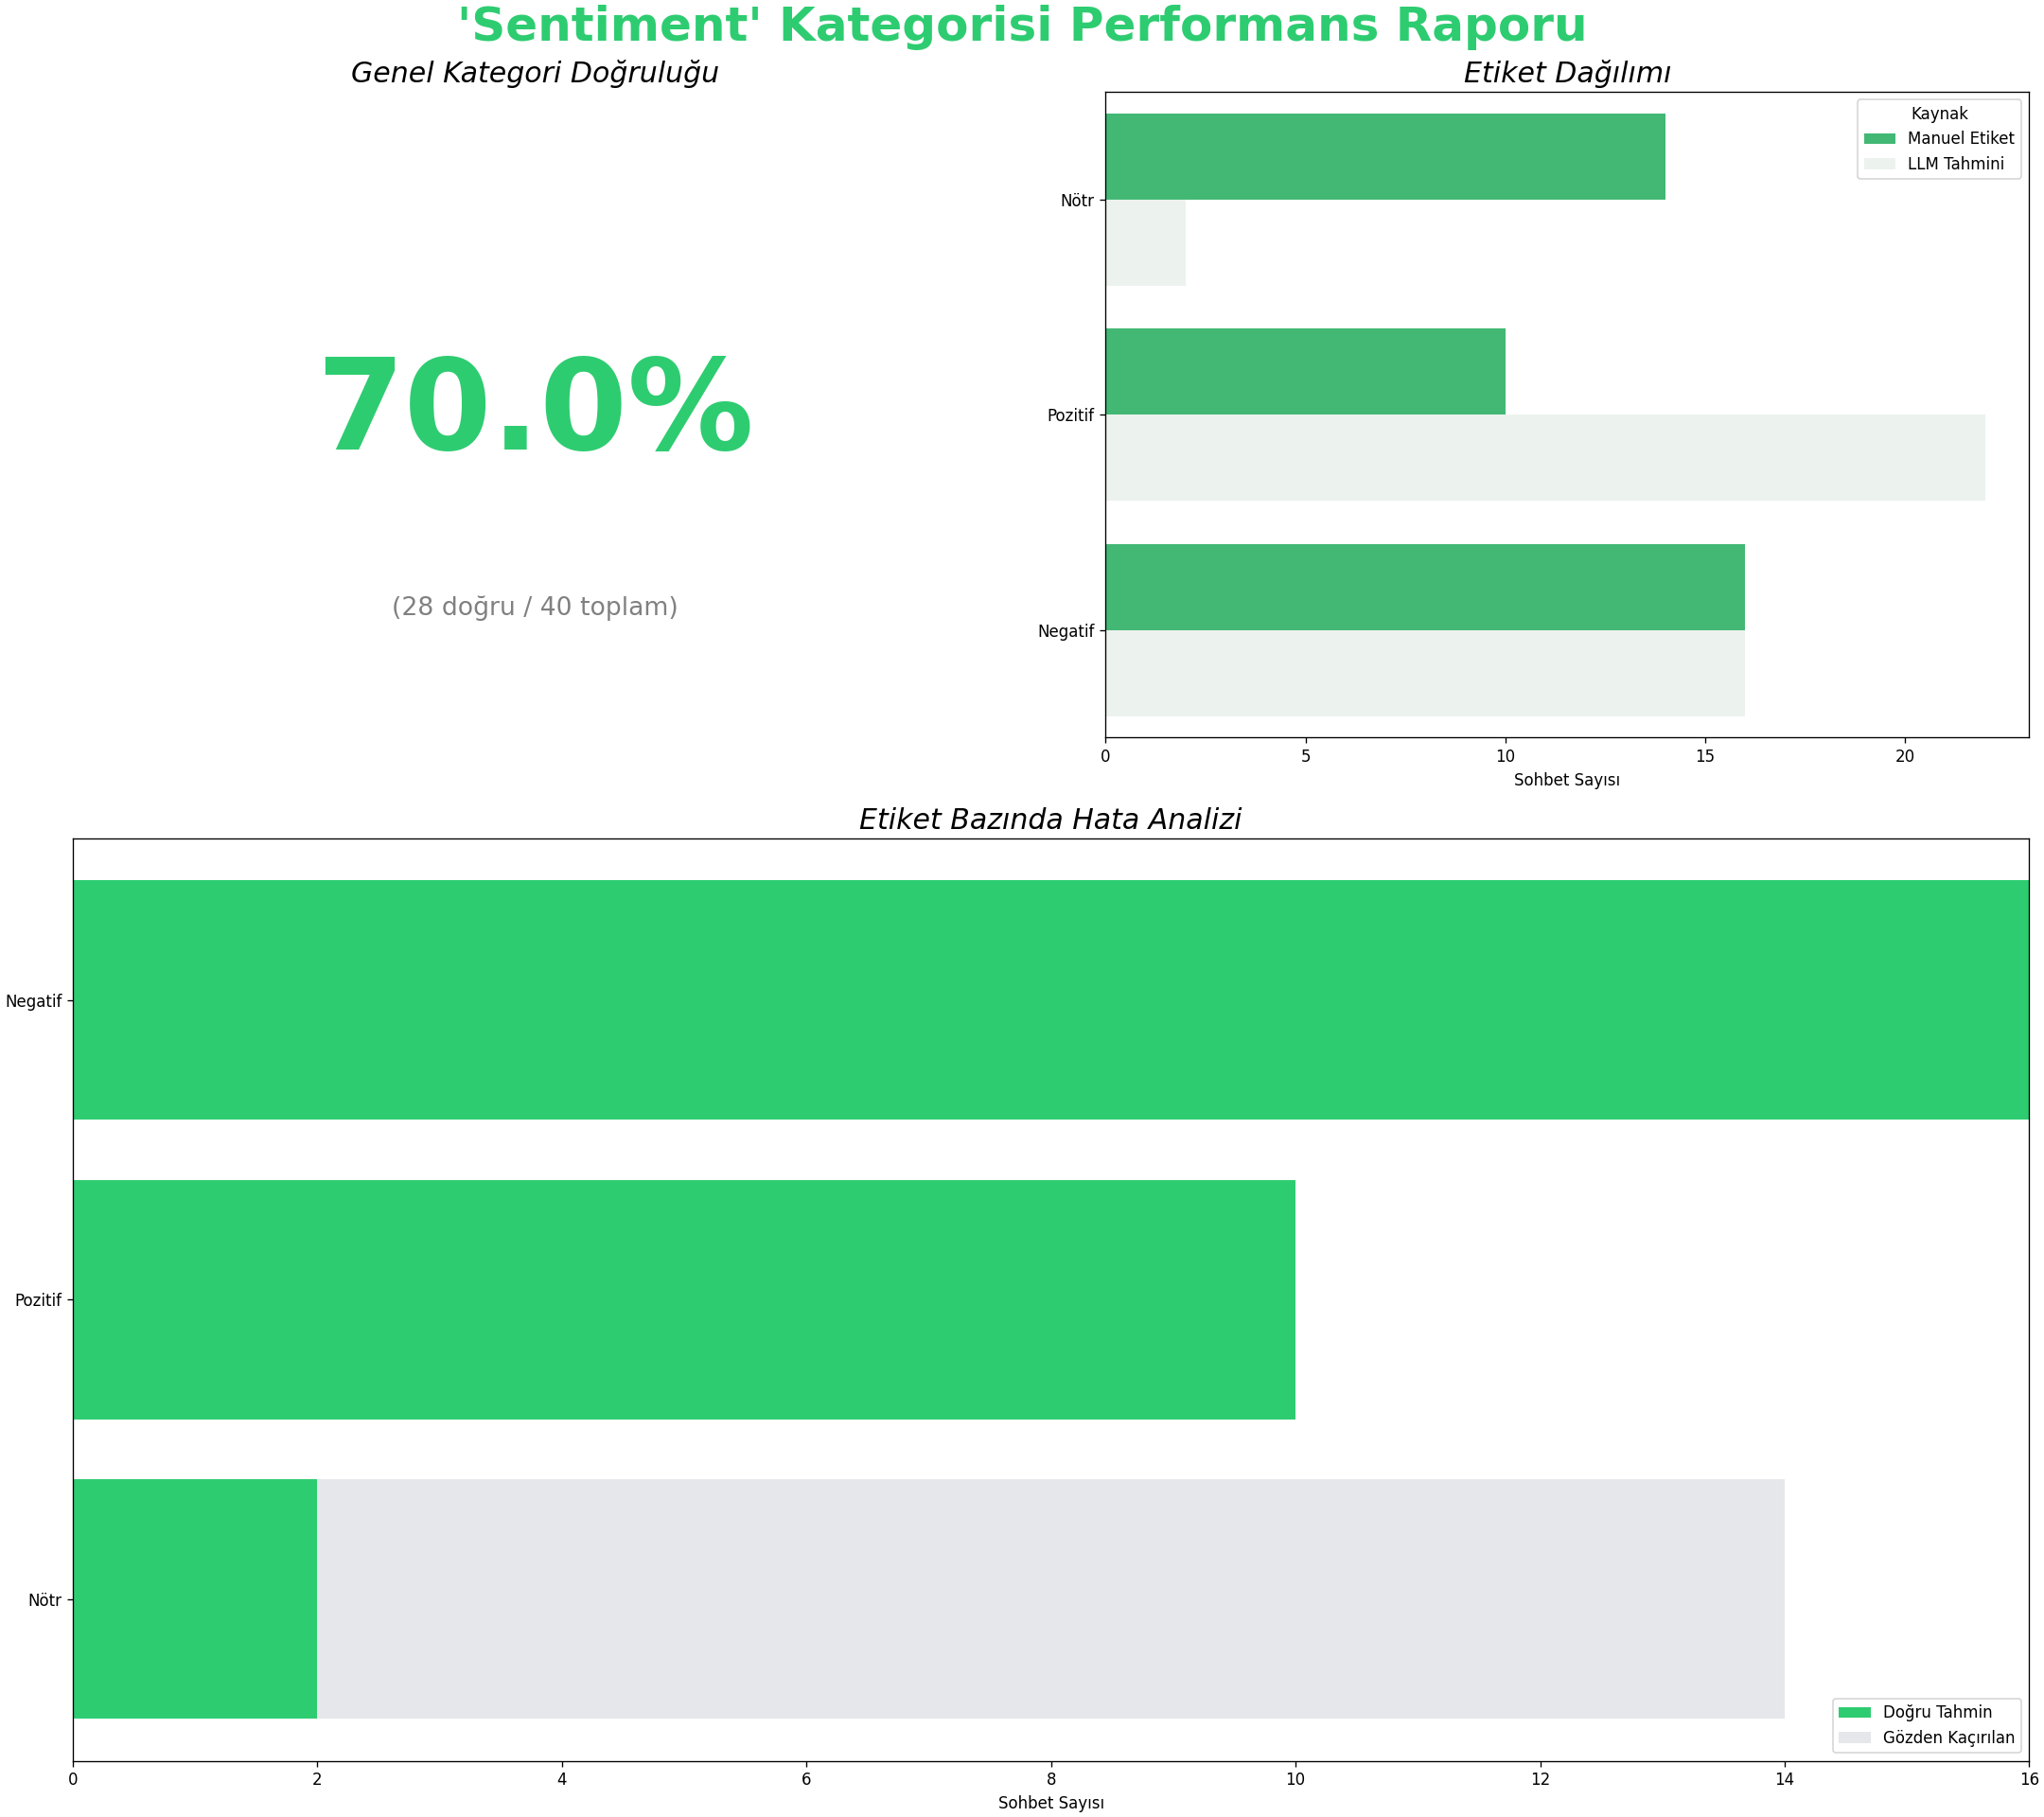 'Sentiment' Kategorisi Performans Raporu
Genel Kategori Doğruluğu
70.0%
(28 doğru / 40 toplam)
Etiket Dağılımı
Kaynak
Manuel Etiket
LLM Tahmini
Nötr
Pozitif
Negatif
0 5 10 15 20
Sohbet Sayısı
Etiket Bazında Hata Analizi
Negatif
Pozitif
Nötr
Doğru Tahmin
Gözden Kaçırılan
0 2 4 6 8 10 12 14 16
Sohbet Sayısı